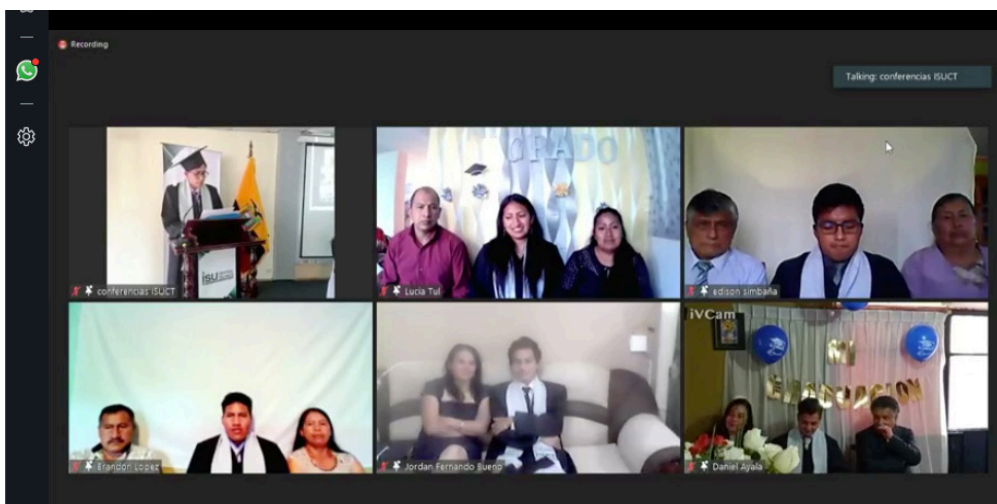 Recording
Talking: conferencias ISUCT
GRADO
ISU
conferencias ISUCT
Lucia Tul
edison simbaña
iVCam
MI
GRADUACION
Brandon Lopez
Jordan Fernando Bueno
Daniel Ayala